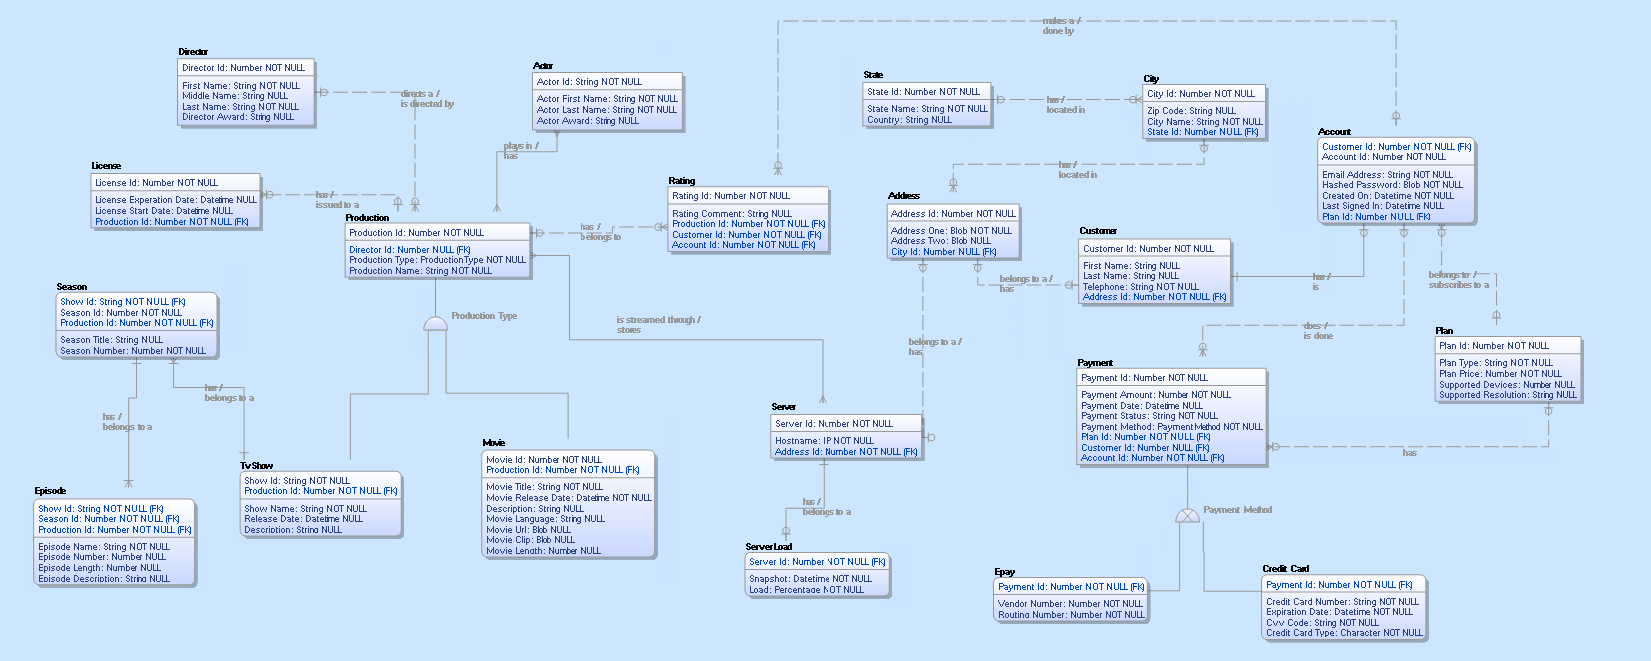 makes a /
done by
Director
Director Id: Number NOT NULL
First Name: String NOT NULL
Middle Name: String NULL
Last Name: String NOT NULL
Director Award: String NULL
directs a /
is directed by
Actor
Actor Id: String NOT NULL
Actor First Name: String NOT NULL
Actor Last Name: String NOT NULL
Actor Award: String NULL
plays in /
has
State
State Id: Number NOT NULL
State Name: String NOT NULL
Country: String NULL
has /
located in
City
City Id: Number NOT NULL
Zip Code: String NULL
City Name: String NOT NULL
State Id: Number NOT NULL (FK)
has /
located in
Account
Customer Id: Number NOT NULL (FK)
Account Id: Number NOT NULL
Email Address: String NOT NULL
Hashed Password: Blob NOT NULL
Created On: Datetime NOT NULL
Last Signed In: Datetime NULL
Plan Id: Number NULL (FK)
License
License Id: Number NOT NULL
License Experation Date: Datetime NULL
License Start Date: Datetime NULL
Production Id: Number NOT NULL (FK)
has /
issued to a
Production
Production Id: Number NOT NULL
Director Id: Number NULL (FK)
Production Type: ProductionType NOT NULL
Production Name: String NOT NULL
has /
belongs to
Rating
Rating Id: Number NOT NULL
Rating Comment: String NULL
Production Id: Number NOT NULL (FK)
Customer Id: Number NOT NULL (FK)
Account Id: Number NOT NULL (FK)
Address
Address Id: Number NOT NULL
Address One: Blob NOT NULL
Address Two: Blob NULL
City Id: Number NULL (FK)
Customer
Customer Id: Number NOT NULL
First Name: String NULL
Last Name: String NULL
Telephone: String NOT NULL
Address Id: Number NOT NULL (FK)
belongs to a /
has
has /
is
belongs to /
subscribes to a
Season
Show Id: String NOT NULL (FK)
Season Id: Number NOT NULL
Production Id: Number NOT NULL (FK)
Season Title: String NULL
Season Number: Number NOT NULL
Production Type
is streamed through /
stores
belongs to a /
has
does /
is done
Plan
Plan Id: Number NOT NULL
Plan Type: String NOT NULL
Plan Price: Number NOT NULL
Supported Devices: Number NULL
Supported Resolution: String NULL
Payment
Payment Id: Number NOT NULL
Payment Amount: Number NOT NULL
Payment Date: Datetime NULL
Payment Status: String NOT NULL
Payment Method: PaymentMethod NOT NULL
Plan Id: Number NOT NULL (FK)
Customer Id: Number NOT NULL (FK)
Account Id: Number NOT NULL (FK)
has
has /
belongs to a
has /
belongs to a
Server
Server Id: Number NOT NULL
Hostname: IP NOT NULL
Address Id: Number NOT NULL (FK)
Tv Show
Show Id: String NOT NULL
Production Id: Number NOT NULL (FK)
Show Name: String NOT NULL
Release Date: Datetime NULL
Description: String NULL
Movie
Movie Id: Number NOT NULL
Production Id: Number NOT NULL (FK)
Movie Title: String NOT NULL
Movie Release Date: Datetime NOT NULL
Description: String NULL
Movie Language: String NULL
Movie Url: Blob NULL
Movie Clip: Blob NULL
Movie Length: Number NULL
Episode
Show Id: String NOT NULL (FK)
Season Id: Number NOT NULL (FK)
Production Id: Number NOT NULL (FK)
Episode Name: String NOT NULL
Episode Number: Number NULL
Episode Length: Number NULL
Episode Description: String NULL
has /
belongs to a
Server Load
Server Id: Number NOT NULL (FK)
Snapshot: Datetime NOT NULL
Load: Percentage NOT NULL
Payment Method
Epay
Payment Id: Number NOT NULL (FK)
Vendor Number: Number NOT NULL
Routing Number: Number NOT NULL
Credit Card
Payment Id: Number NOT NULL (FK)
Credit Card Number: String NOT NULL
Expiration Date: Datetime NOT NULL
Cvv Code: String NOT NULL
Credit Card Type: Character NOT NULL